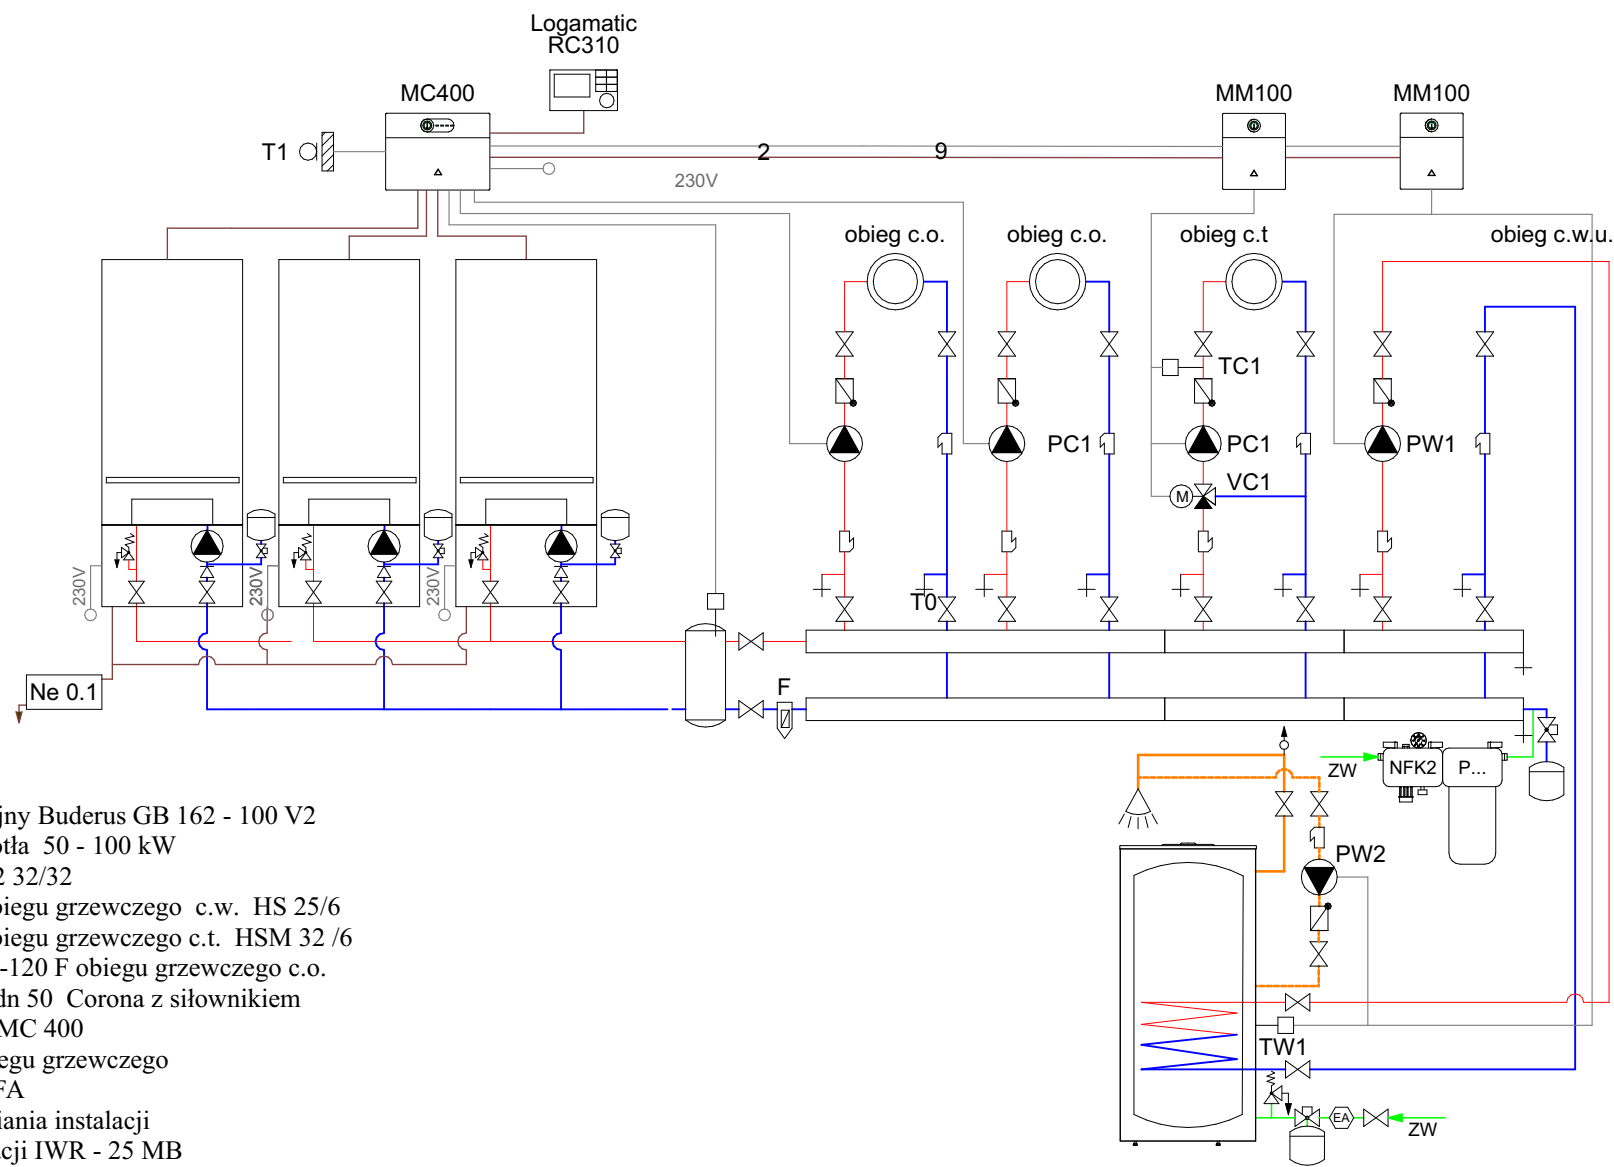 Logamatic
RC310
MC400
MM100
MM100
T1
2
9
230V
obieg c.o.
obieg c.o.
obieg c.t
obieg c.w.u.
TC1
PC1
PC1
PW1
VC1
M
230V
230V
230V
T0
Ne 0.1
F
ZW
NFK2
P...
PW2
TW1
EA
ZW
jny Buderus GB 162 - 100 V2
otła 50 - 100 kW
2 32/32
biegu grzewczego c.w. HS 25/6
biegu grzewczego c.t. HSM 32 /6
-120 F obiegu grzewczego c.o.
dn 50 Corona z siłownikiem
MC 400
iegu grzewczego
FA
iania instalacji
cji IWR - 25 MB